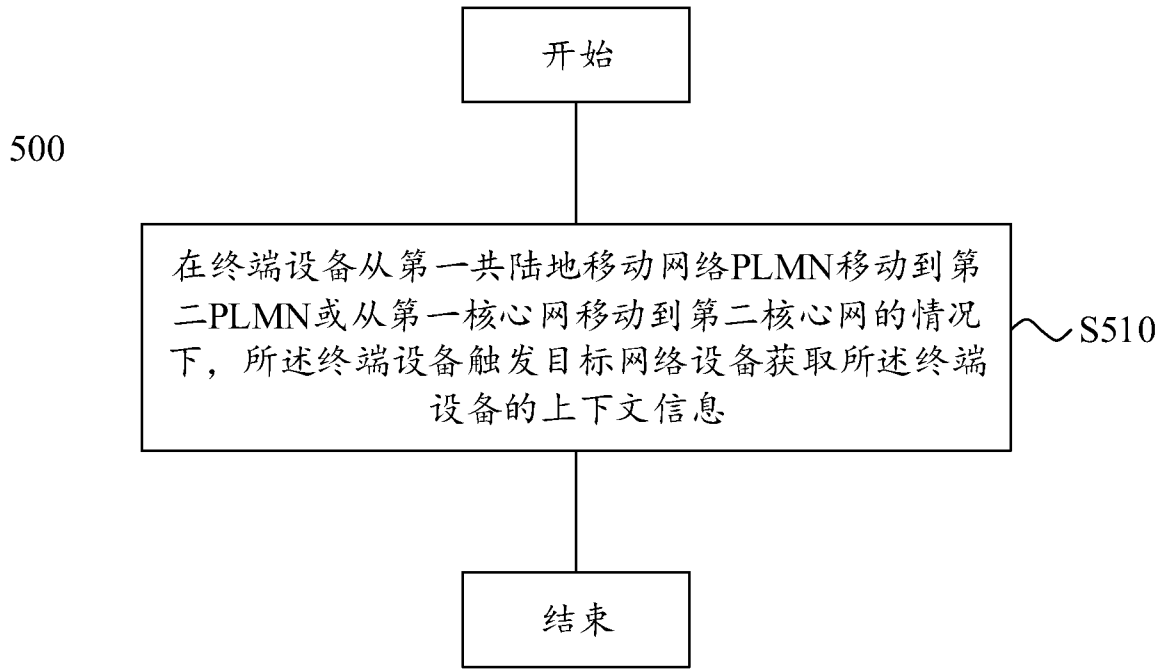 开始
500
在终端设备从第一共陆地移动网络PLMN移动到第
二PLMN或从第一核心网移动到第二核心网的情况
下，所述终端设备触发目标网络设备获取所述终端
设备的上下文信息
S510
结束